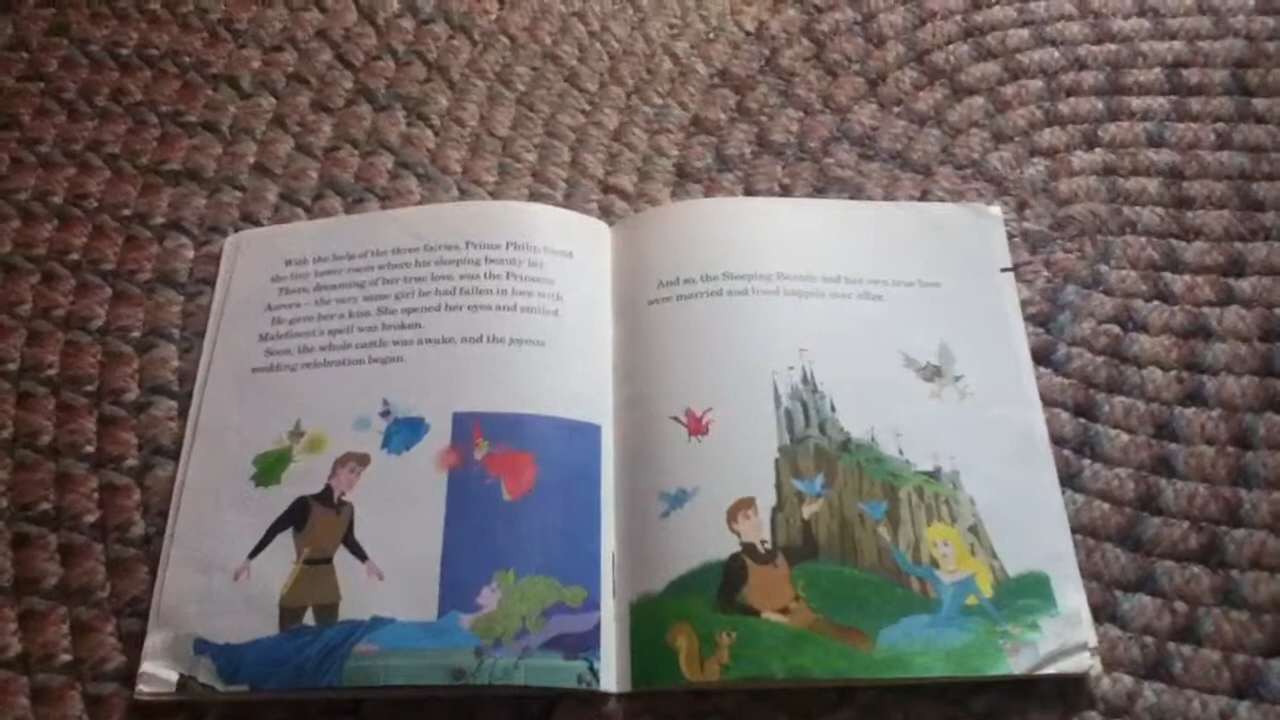 With the help of the three fairies, Prince Philip found
the tiny tower room where his sleeping beauty lay.
There, dreaming of her true love, was the Princess
Aurora — the very same girl he had fallen in love with.
He gave her a kiss. She opened her eyes and smiled.
Maleficent's spell was broken.
Soon, the whole castle was awake, and the joyous
wedding celebration began.
And so, the Sleeping Beauty and her own true love
were married and lived happily ever after.